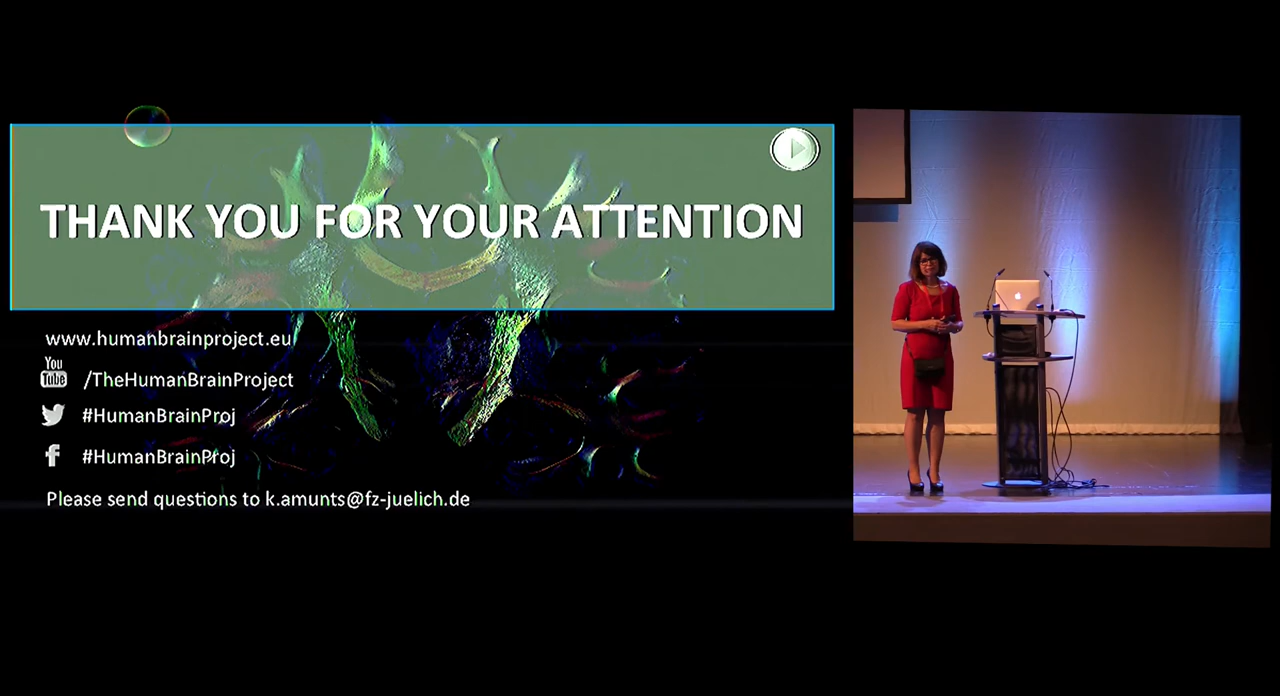 THANK YOU FOR YOUR ATTENTION
www.humanbrainproject.eu
You Tube /TheHumanBrainProject
#HumanBrainProj
f #HumanBrainProj
Please send questions to k.amunts@fz-juelich.de